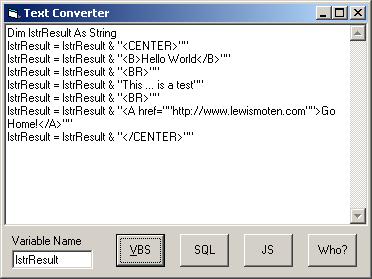 Text Converter
Dim lstrResult As String
lstrResult = lstrResult & "<CENTER>""
lstrResult = lstrResult & "<B>Hello World</B>""
lstrResult = lstrResult & "<BR>""
lstrResult = lstrResult & "This ... is a test""
lstrResult = lstrResult & "<BR>""
lstrResult = lstrResult & "<A href=""http://www.lewismoten.com"">Go
Home!</A>""
lstrResult = lstrResult & "</CENTER>""
Variable Name
lstrResult
VBS
SQL
JS
Who?